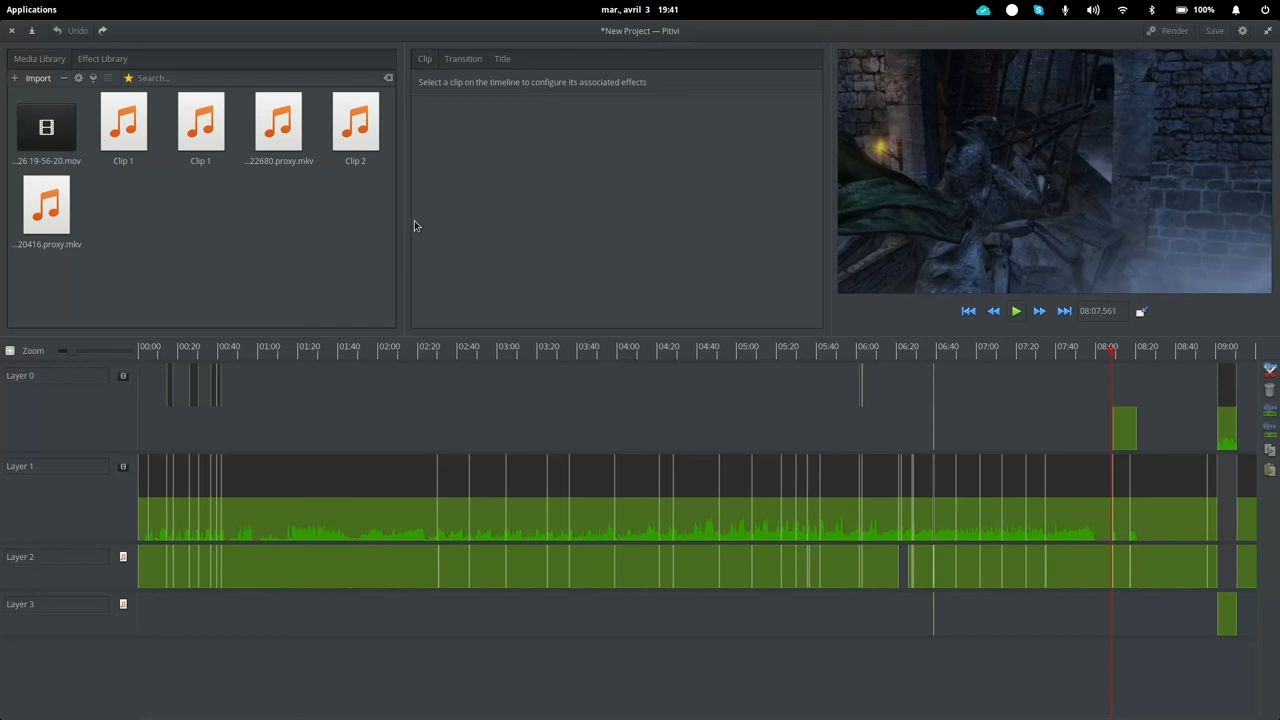 Applications
mar., avril 3 19:41
100%
Undo
*New Project — Pitivi
Render
Save
Media Library
Effect Library
Import
Search...
...26 19-56-20.mov
Clip 1
Clip 1
...22680.proxy.mkv
Clip 2
...20416.proxy.mkv
Clip
Transition
Title
Select a clip on the timeline to configure its associated effects
08:07.561
Zoom
00:00 00:20 00:40 01:00 01:20 01:40 02:00 02:20 02:40 03:00 03:20 03:40 04:00 04:20 04:40 05:00 05:20 05:40 06:00 06:20 06:40 07:00 07:20 07:40 08:00 08:20 08:40 09:00
Layer 0
Layer 1
Layer 2
Layer 3